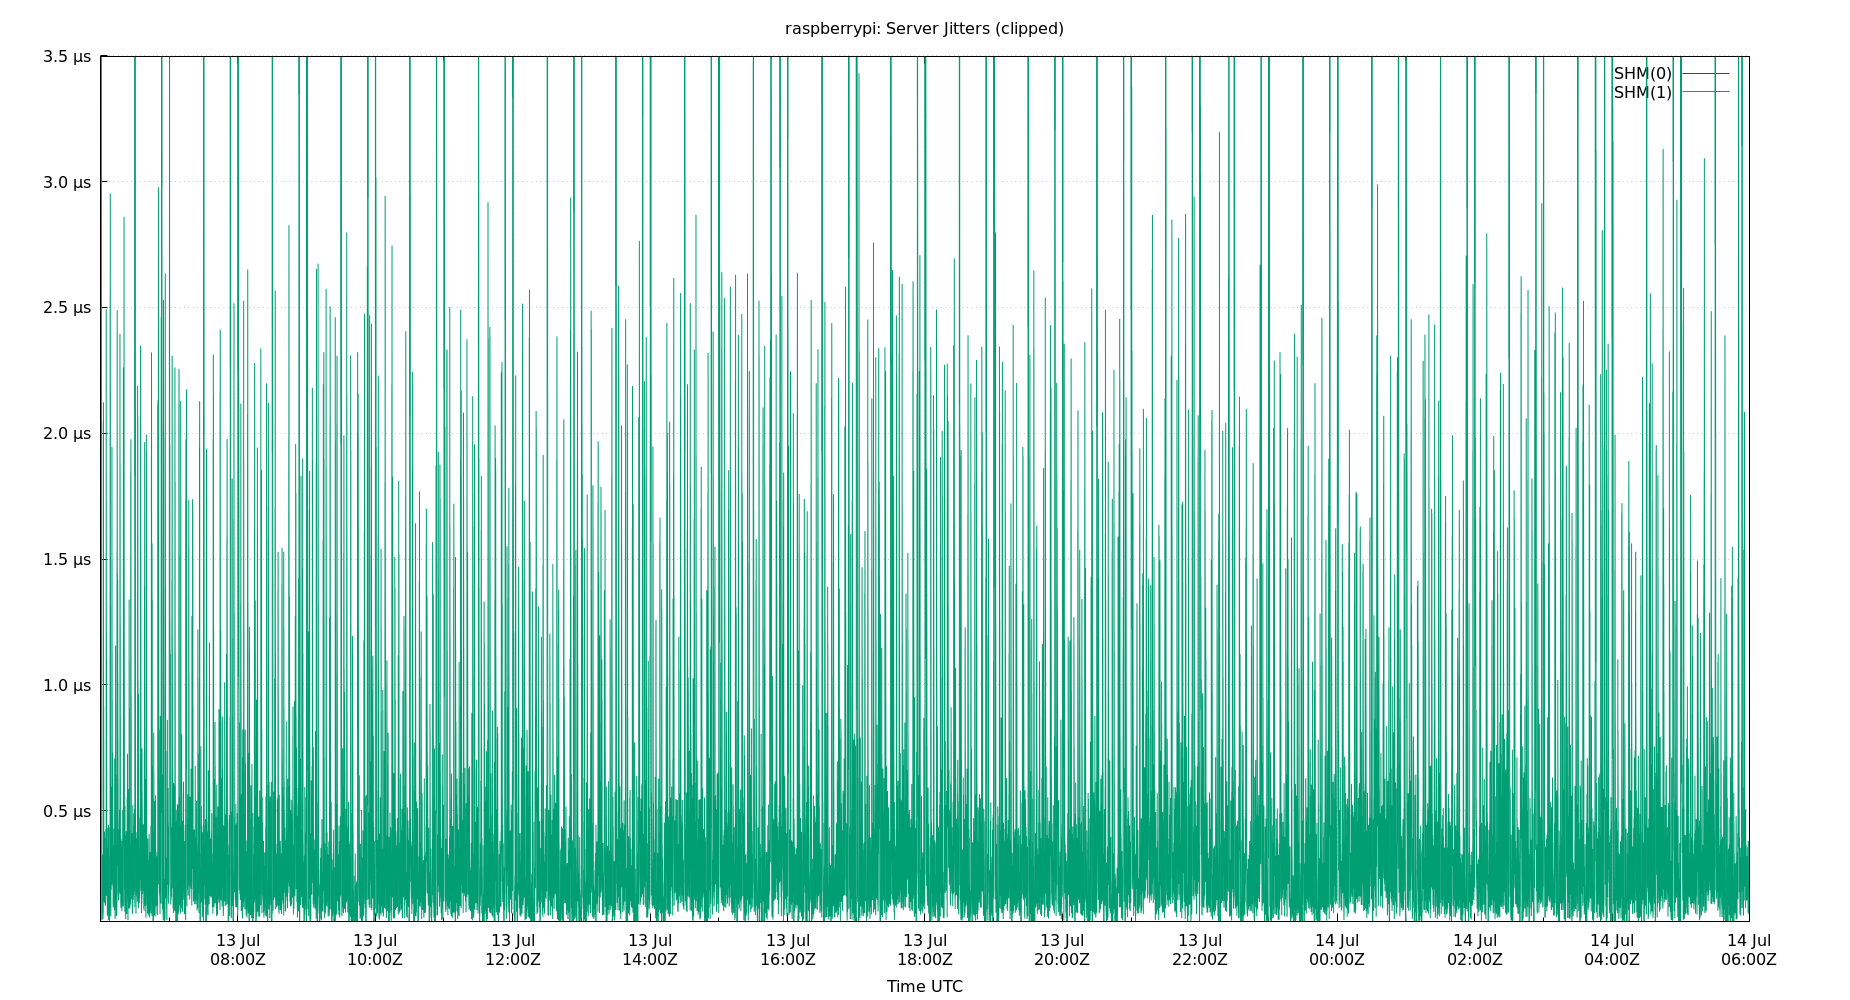 raspberrypi: Server Jitters (clipped)
3.5 µs
3.0 µs
2.5 µs
2.0 µs
1.5 µs
1.0 µs
0.5 µs
SHM(0)
SHM(1)
13 Jul 13 Jul 13 Jul 13 Jul 13 Jul 13 Jul 13 Jul 13 Jul 14 Jul 14 Jul 14 Jul 14 Jul
08:00Z 10:00Z 12:00Z 14:00Z 16:00Z 18:00Z 20:00Z 22:00Z 00:00Z 02:00Z 04:00Z 06:00Z
Time UTC